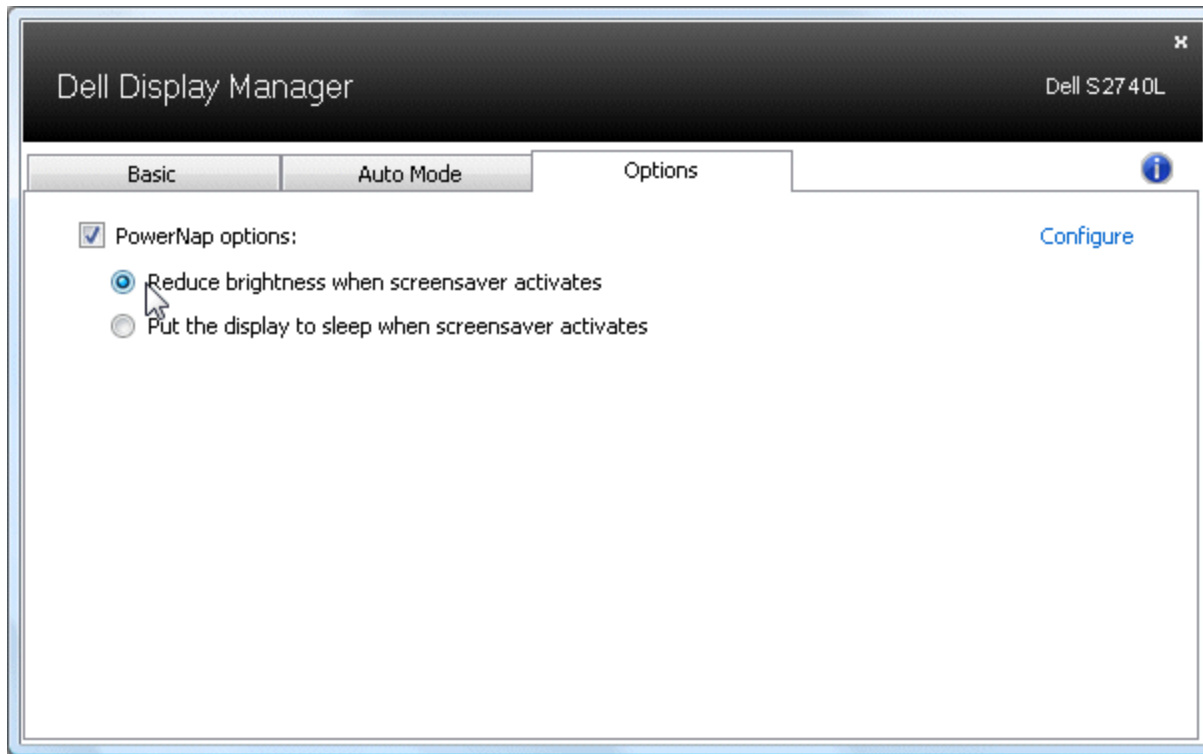 x
Dell Display Manager
Dell S2740L
Basic
Auto Mode
Options
i
PowerNap options:
Configure
Reduce brightness when screensaver activates
Put the display to sleep when screensaver activates